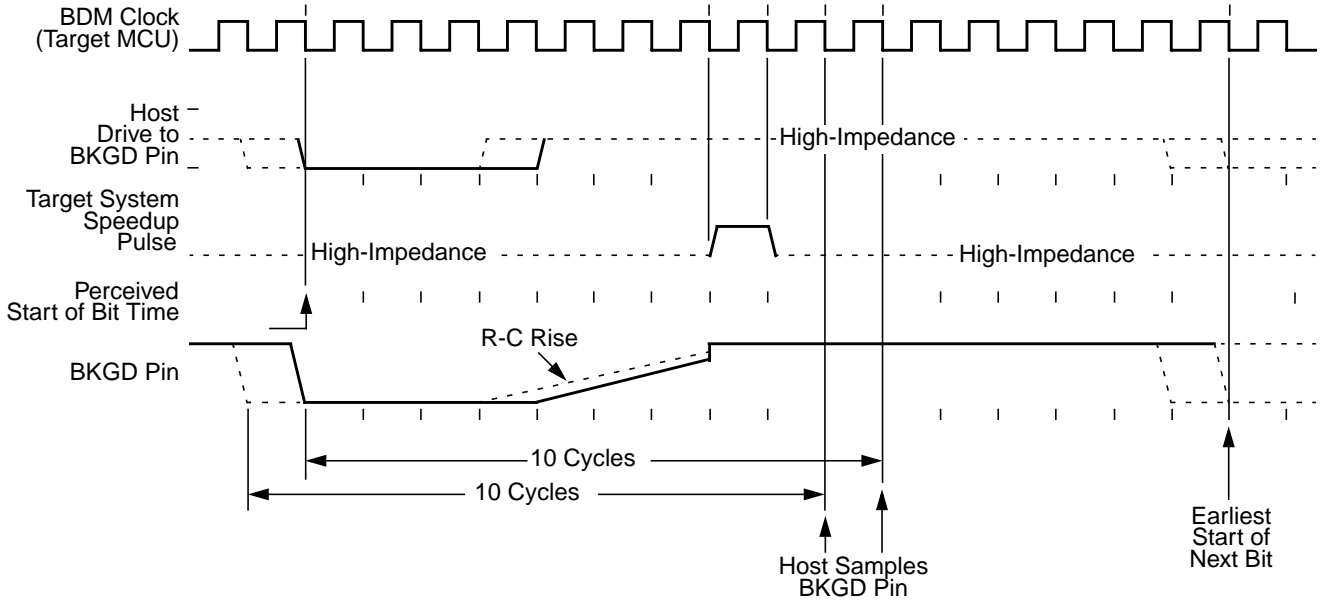 BDM Clock
(Target MCU)
Host
Drive to
BKGD Pin
High-Impedance
Target System
Speedup
Pulse
High-Impedance
High-Impedance
Perceived
Start of Bit Time
R-C Rise
BKGD Pin
10 Cycles
10 Cycles
Earliest
Start of
Next Bit
Host Samples
BKGD Pin